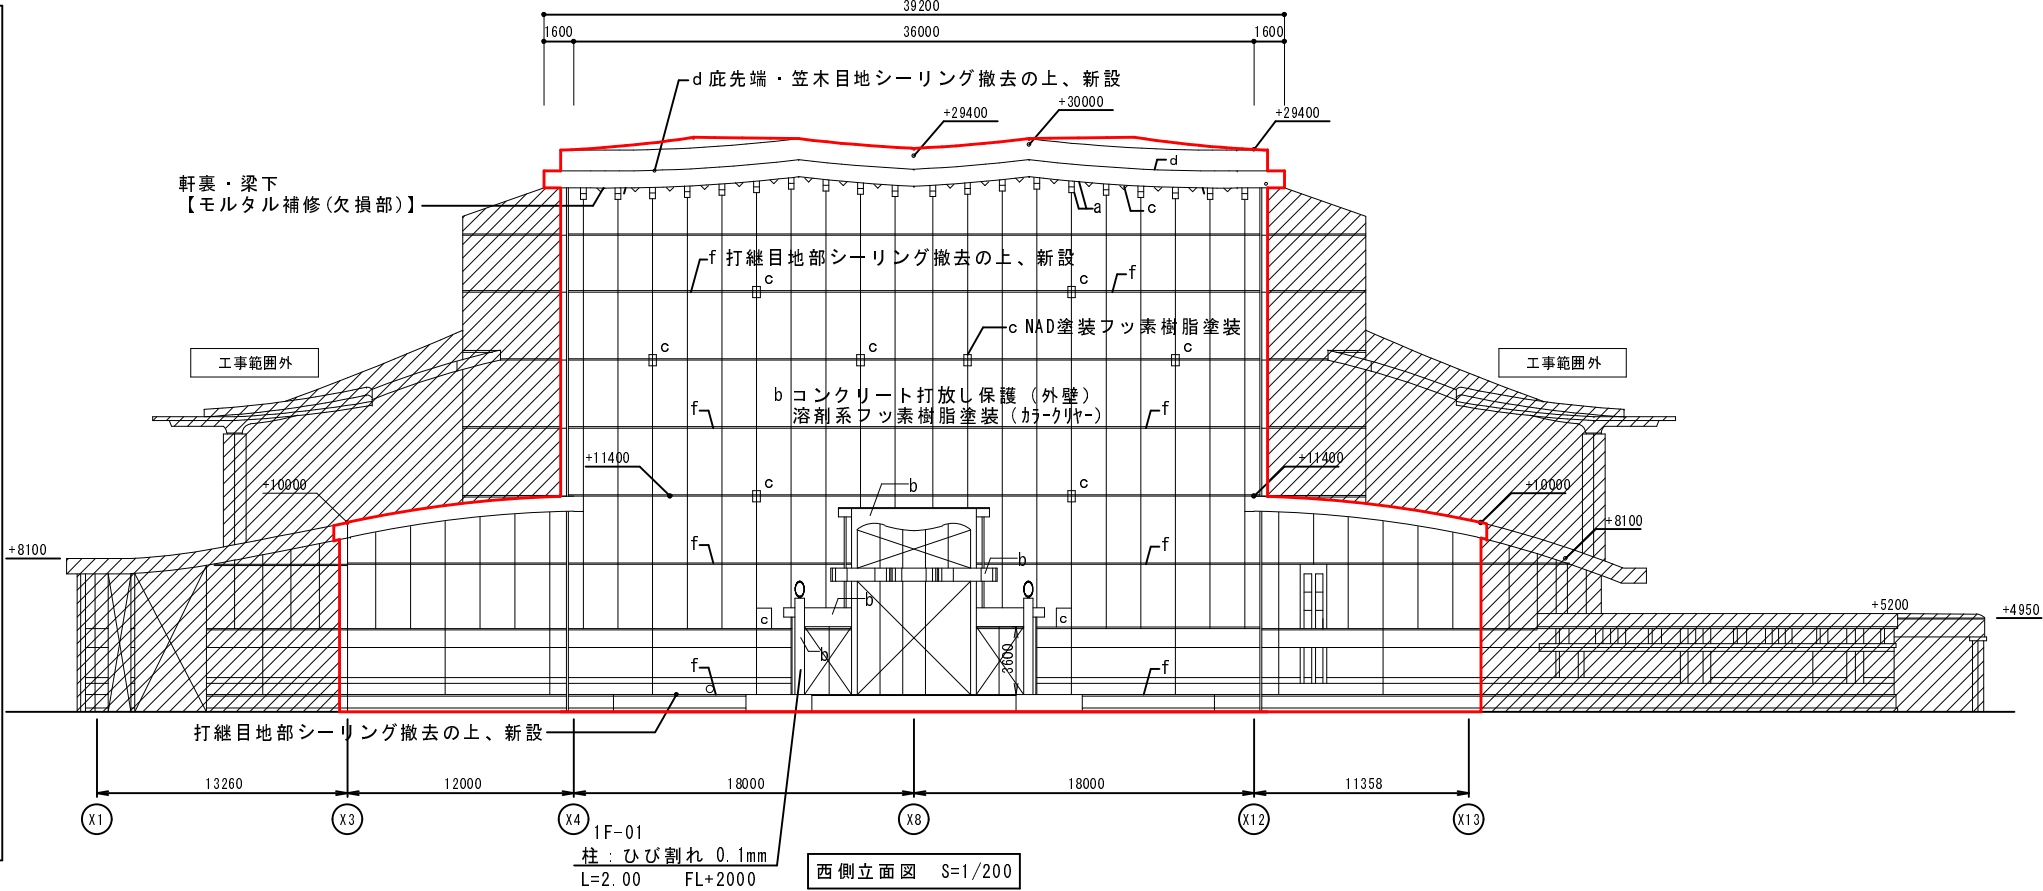 39200
1600
36000
1600
d 庇先端・笠木目地シーリング撤去の上、新設
+29400
+30000
+29400
d
軒裏・梁下
【モルタル補修(欠損部)】
a
c
f 打継目地部シーリング撤去の上、新設
f
c
c
c NAD塗装フッ素樹脂塗装
c
c
c
工事範囲外
工事範囲外
b コンクリート打放し保護（外壁）
溶剤系フッ素樹脂塗装（カラークリヤー）
f
f
+11400
+11400
+10000
+10000
c
c
b
+8100
+8100
f
f
b
b
c
c
+5200
+4950
b
3600
f
f
打継目地部シーリング撤去の上、新設
13260
12000
18000
18000
11358
X1
X3
X4
X8
X12
X13
1F-01
柱：ひび割れ 0.1mm
L=2.00 FL+2000
西側立面図 S=1/200